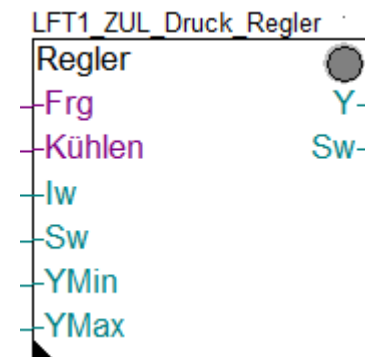 LFT1_ZUL_Druck_Regler
Regler
Frg Y
Kühlen Sw
Iw
Sw
YMin
YMax